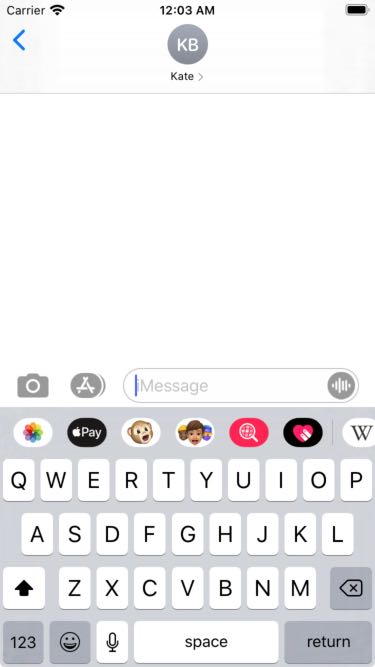 Carrier 12:03 AM
KB
Kate
iMessage
Pay W
Q W E R T Y U I O P
A S D F G H J K L
Z X C V B N M
123 space return